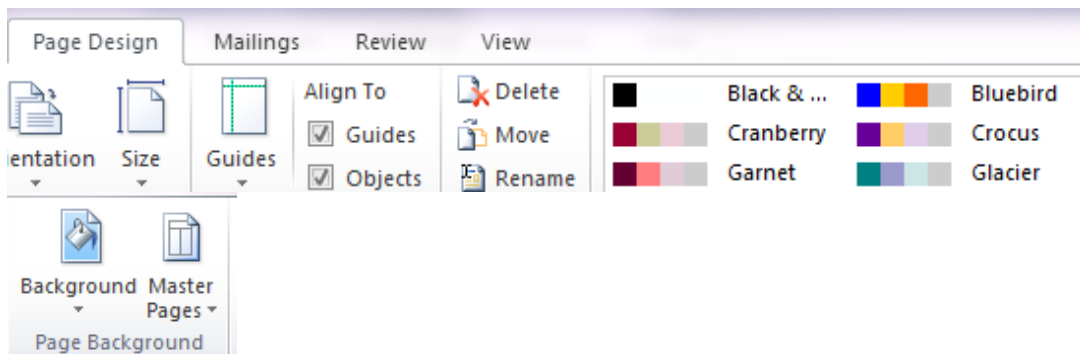 Page Design Mailings Review View
Align To Delete Black & ... Bluebird
Guides Move Cranberry Crocus
ientation Size Guides Objects Rename Garnet Glacier
Background Master
Pages
Page Background